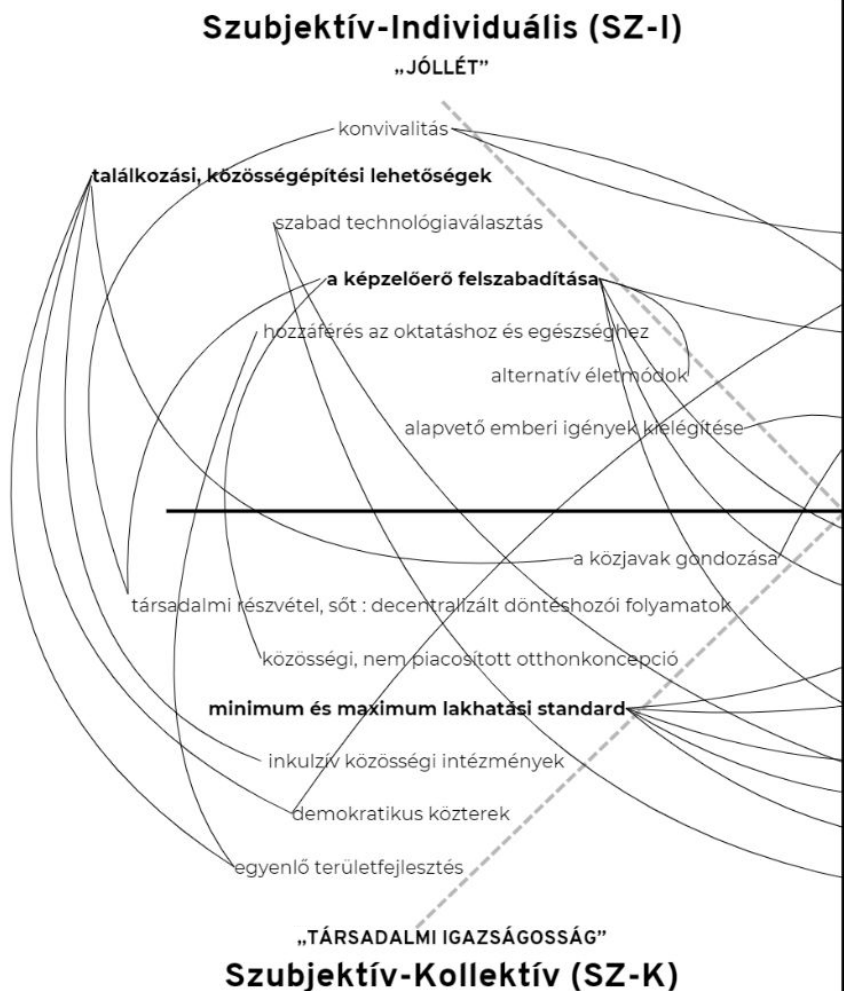 Szubjektív-Individuális (SZ-I)
„JÓLLÉT”
konvivalitás
találkozási, közösségépítési lehetőségek
szabad technológiaválasztás
a képzelőerő felszabadítása
hozzáférés az oktatáshoz és egészséghez
alternatív életmódok
alapvető emberi igények kielégítése
a közjavak gondozása
társadalmi részvétel, sőt : decentralizált döntéshozói folyamatok
közösségi, nem piacosított otthonkoncepció
minimum és maximum lakhatási standard
inkulzív közösségi intézmények
demokratikus közterek
egyenlő területfejlesztés
„TÁRSADALMI IGAZSÁGOSSÁG”
Szubjektív-Kollektív (SZ-K)